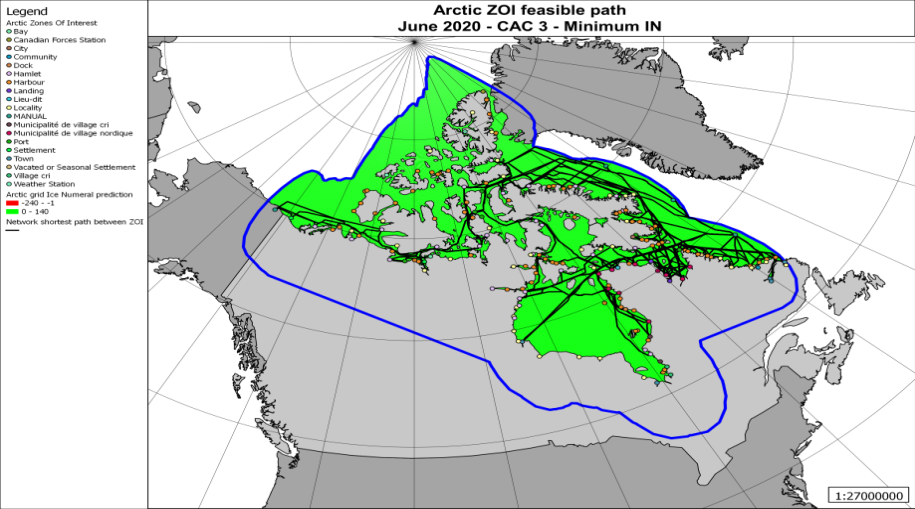 Arctic ZOI feasible path
June 2020 - CAC 3 - Minimum IN
Legend
Arctic Zones Of Interest
Bay
Canadian Forces Station
City
Community
Dock
Hamlet
Harbour
Landing
Lieu-dit
Locality
MANUAL
Municipalité de village cri
Municipalité de village nordique
Port
Settlement
Town
Vacated or Seasonal Settlement
Village cri
Weather Station
Arctic grid Ice Numeral prediction
-240 - -1
0 - 140
Network shortest path between ZOI
1:27000000